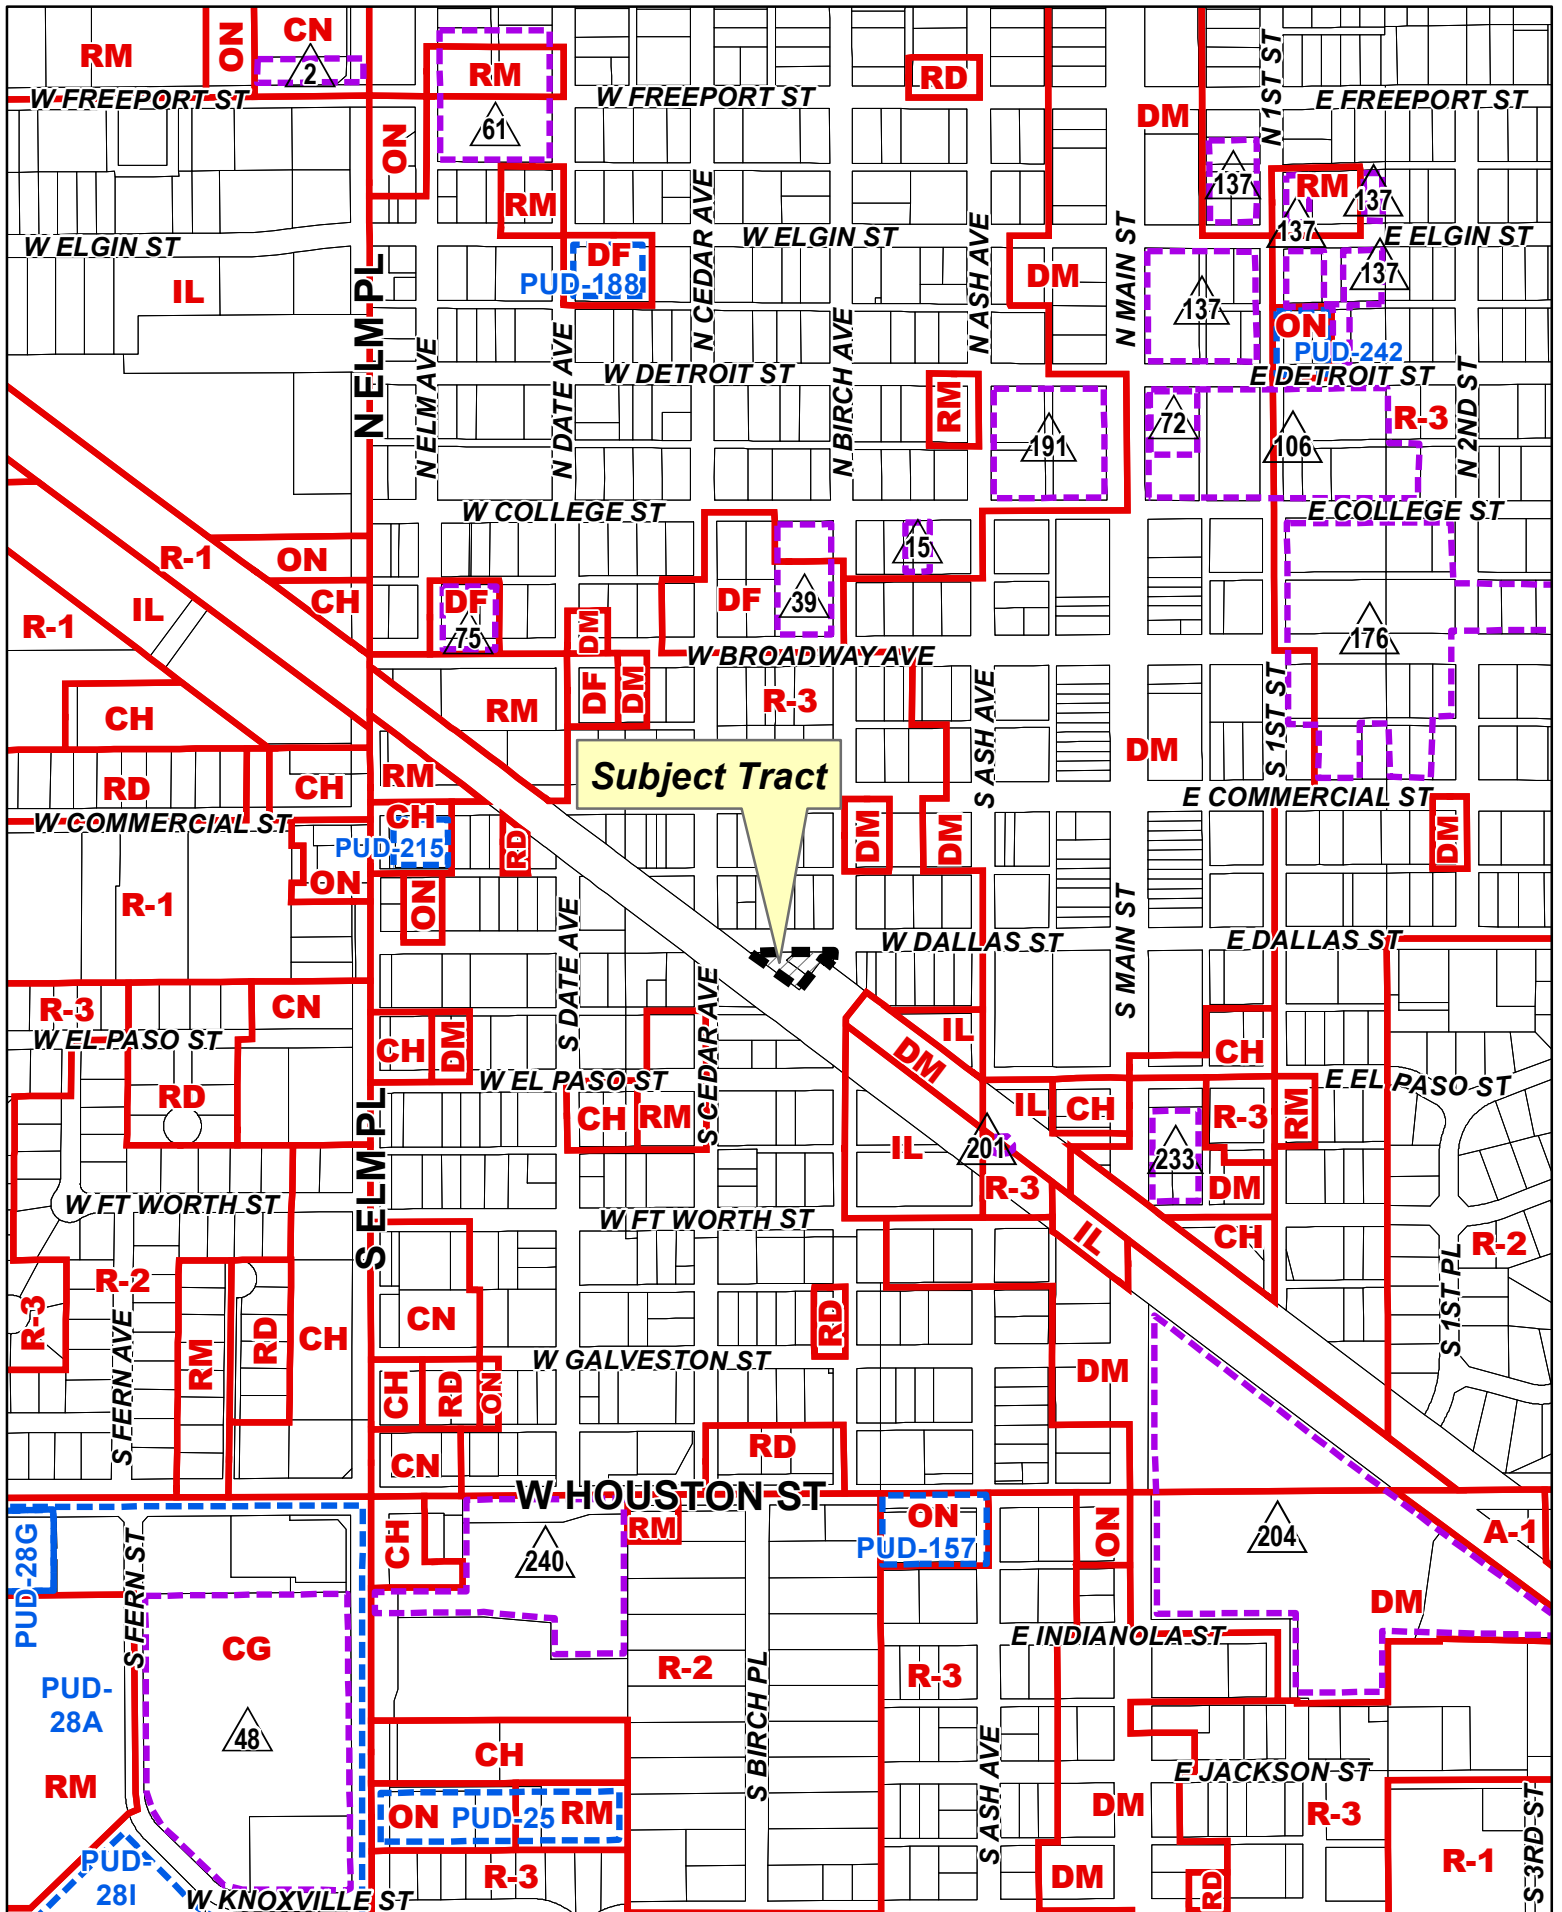 RM
ON
CN
2
RM
61
RD
DM
N 1ST ST
W FREEPORT ST
W FREEPORT ST
E FREEPORT ST
ON
RM
137
RM
137
137
W ELGIN ST
IL
N ELM PL
DF
PUD-188
N CEDAR AVE
W ELGIN ST
N ASH AVE
DM
N MAIN ST
E ELGIN ST
137
137
ON
PUD-242
N ELM AVE
N DATE AVE
W DETROIT ST
N BIRCH AVE
E DETROIT ST
N 2ND ST
RM
191
72
106
R-3
W COLLEGE ST
E COLLEGE ST
R-1
ON
IL
CH
R-1
DF
75
DM
DF
39
15
176
W BROADWAY AVE
CH
RM
DF
DM
R-3
S ASH AVE
S 1ST ST
DM
RD
CH
RM
Subject Tract
W COMMERCIAL ST
E COMMERCIAL ST
CH
PUD-215
RD
DM
DM
DM
R-1
ON
ON
S DATE AVE
W DALLAS ST
S MAIN ST
E DALLAS ST
R-3
CN
W EL PASO ST
CH
DM
S CEDAR AVE
IL
DM
CH
W EL PASO ST
E EL PASO ST
RD
S ELM PL
CH
RM
IL
CH
R-3
RM
IL
201
233
R-3
DM
W FT WORTH ST
W FT WORTH ST
IL
CH
R-2
S 1ST PL
R-2
R-3
S FERN AVE
RM
RD
CH
CN
RD
W GALVESTON ST
CH
RD
ON
DM
CN
RD
W HOUSTON ST
PUD-28G
S FERN ST
CH
240
RM
ON
PUD-157
ON
204
A-1
DM
CG
E INDIANOLA ST
PUD-
28A
R-2
S BIRCH PL
R-3
48
CH
S ASH AVE
E JACKSON ST
RM
ON
PUD-25
RM
DM
R-3
S 3RD ST
PUD-
28I
R-3
DM
RD
R-1
W KNOXVILLE ST